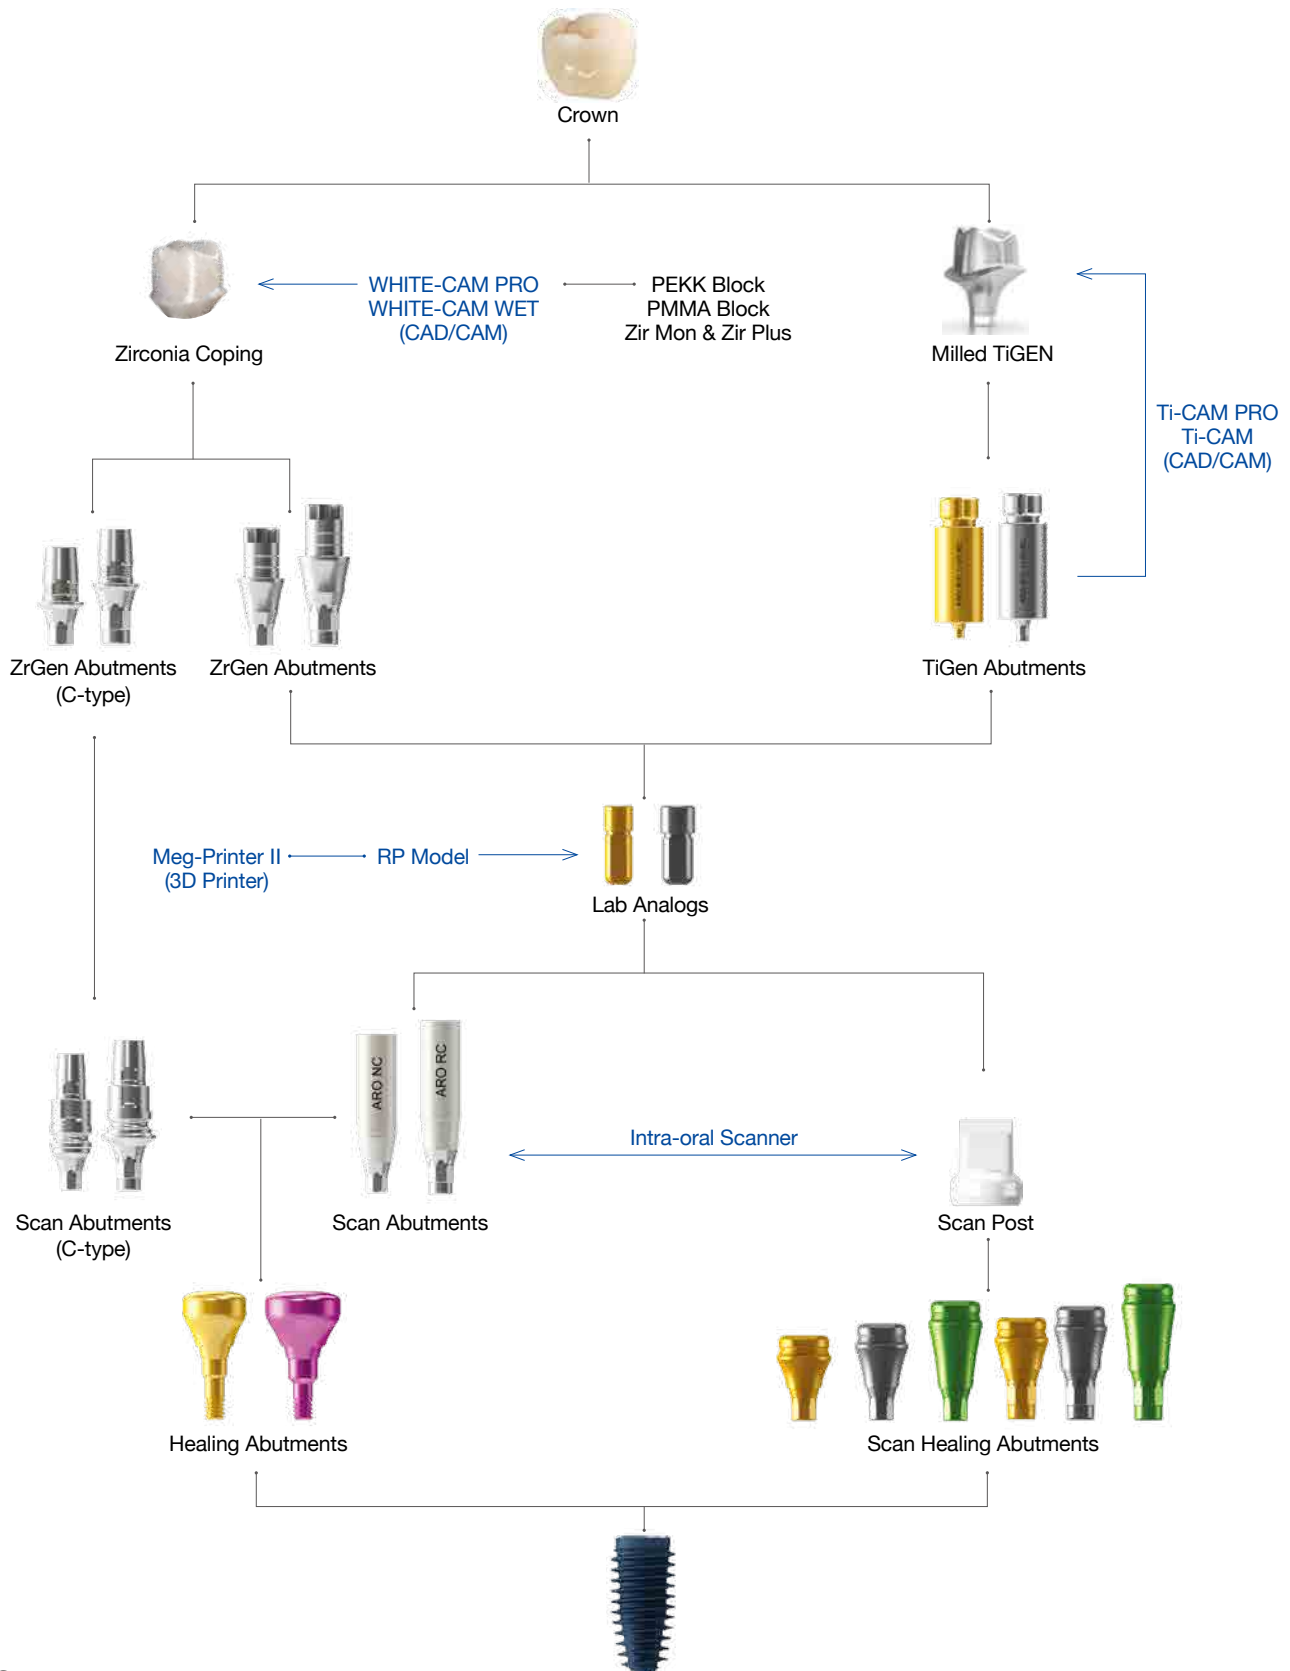 Crown
WHITE-CAM PRO
WHITE-CAM WET
(CAD/CAM)
PEKK Block
PMMA Block
Zir Mon & Zir Plus
Zirconia Coping
Milled TiGEN
Ti-CAM PRO
Ti-CAM
(CAD/CAM)
ZrGen Abutments
(C-type)
ZrGen Abutments
TiGen Abutments
Meg-Printer II
(3D Printer)
RP Model
Lab Analogs
ARO NC
ARO RC
Intra-oral Scanner
Scan Abutments
(C-type)
Scan Abutments
Scan Post
Healing Abutments
Scan Healing Abutments